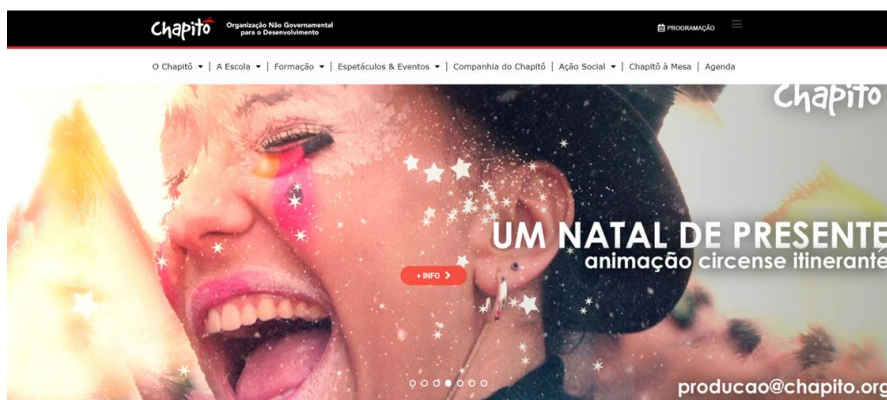 Chapitô
Organização Não Governamental
para o Desenvolvimento
PROGRAMAÇÃO
O Chapitô | A Escola | Formação | Espetáculos & Eventos | Companhia do Chapitô | Ação Social | Chapitô à Mesa | Agenda
Chapitô
UM NATAL DE PRESENTE
animação circense itinerante
+ INFO
producao@chapito.org